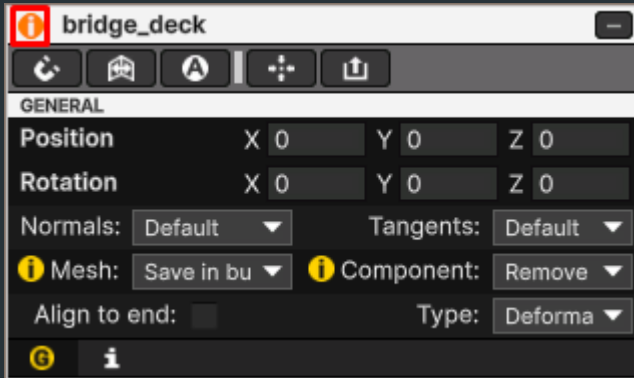 bridge_deck
A
GENERAL
Position X 0 Y 0 Z 0
Rotation X 0 Y 0 Z 0
Normals: Default Tangents: Default
Mesh: Save in bu Component: Remove
Align to end: Type: Deforma
G i